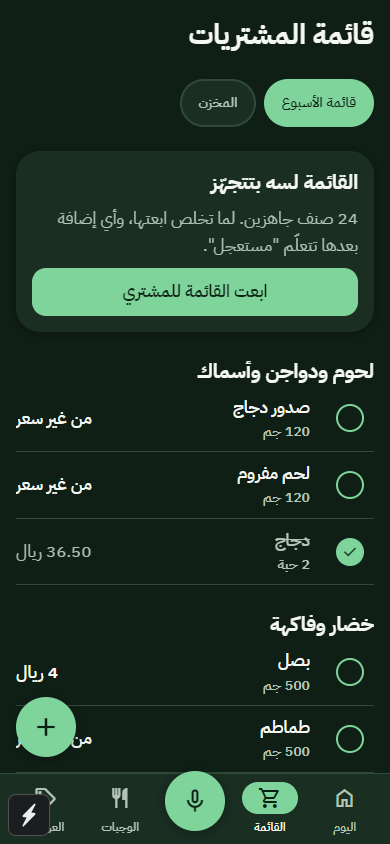 قائمة المشتريات
قائمة الأسبوع
المخزن
القائمة لسه بتتجهّز
24 صنف جاهزين. لما تخلص ابعتها، وأي إضافة
بعدها تتعلّم "مستعجل".
ابعت القائمة للمشتري
لحوم ودواجن وأسماك
صدور دجاج
من غير سعر
120 جم
لحم مفروم
من غير سعر
120 جم
دجاج
36.50 ريال
2 حبة
خضار وفاكهة
بصل
4 ريال
500 جم
طماطم
من
500 جم
اليوم
القائمة
الوجبات